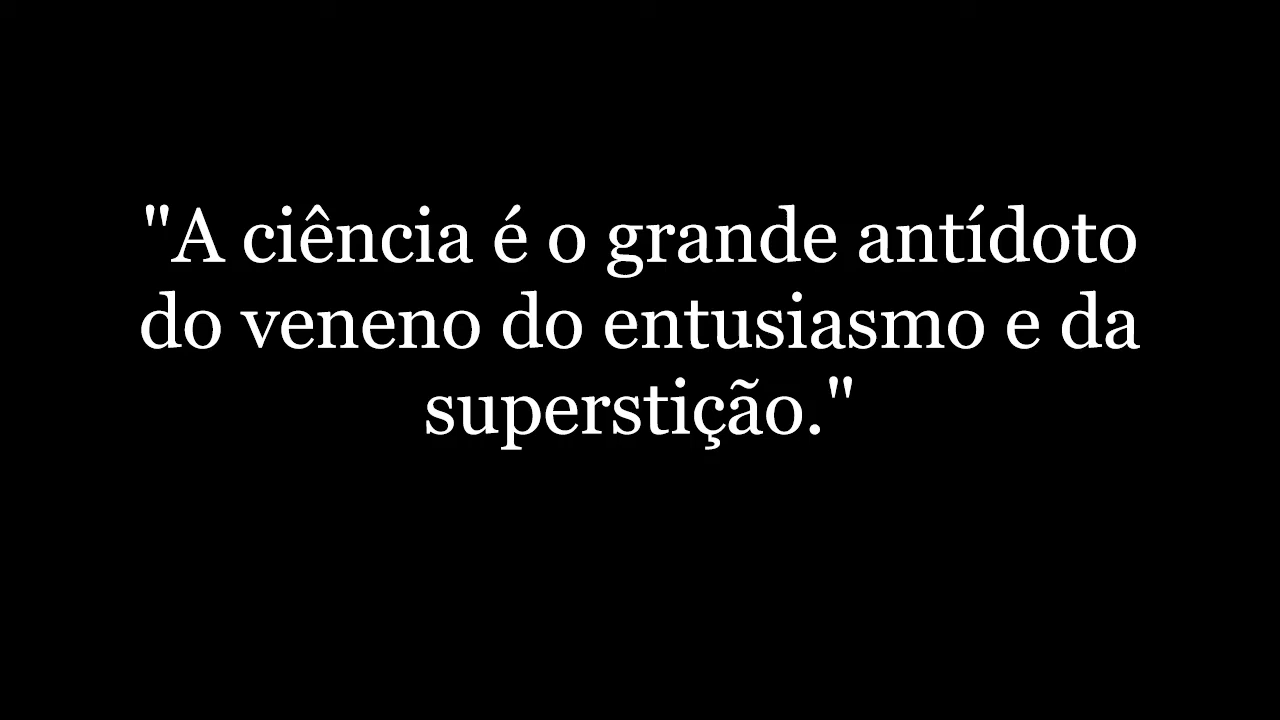 "A ciência é o grande antídoto
do veneno do entusiasmo e da
superstição."